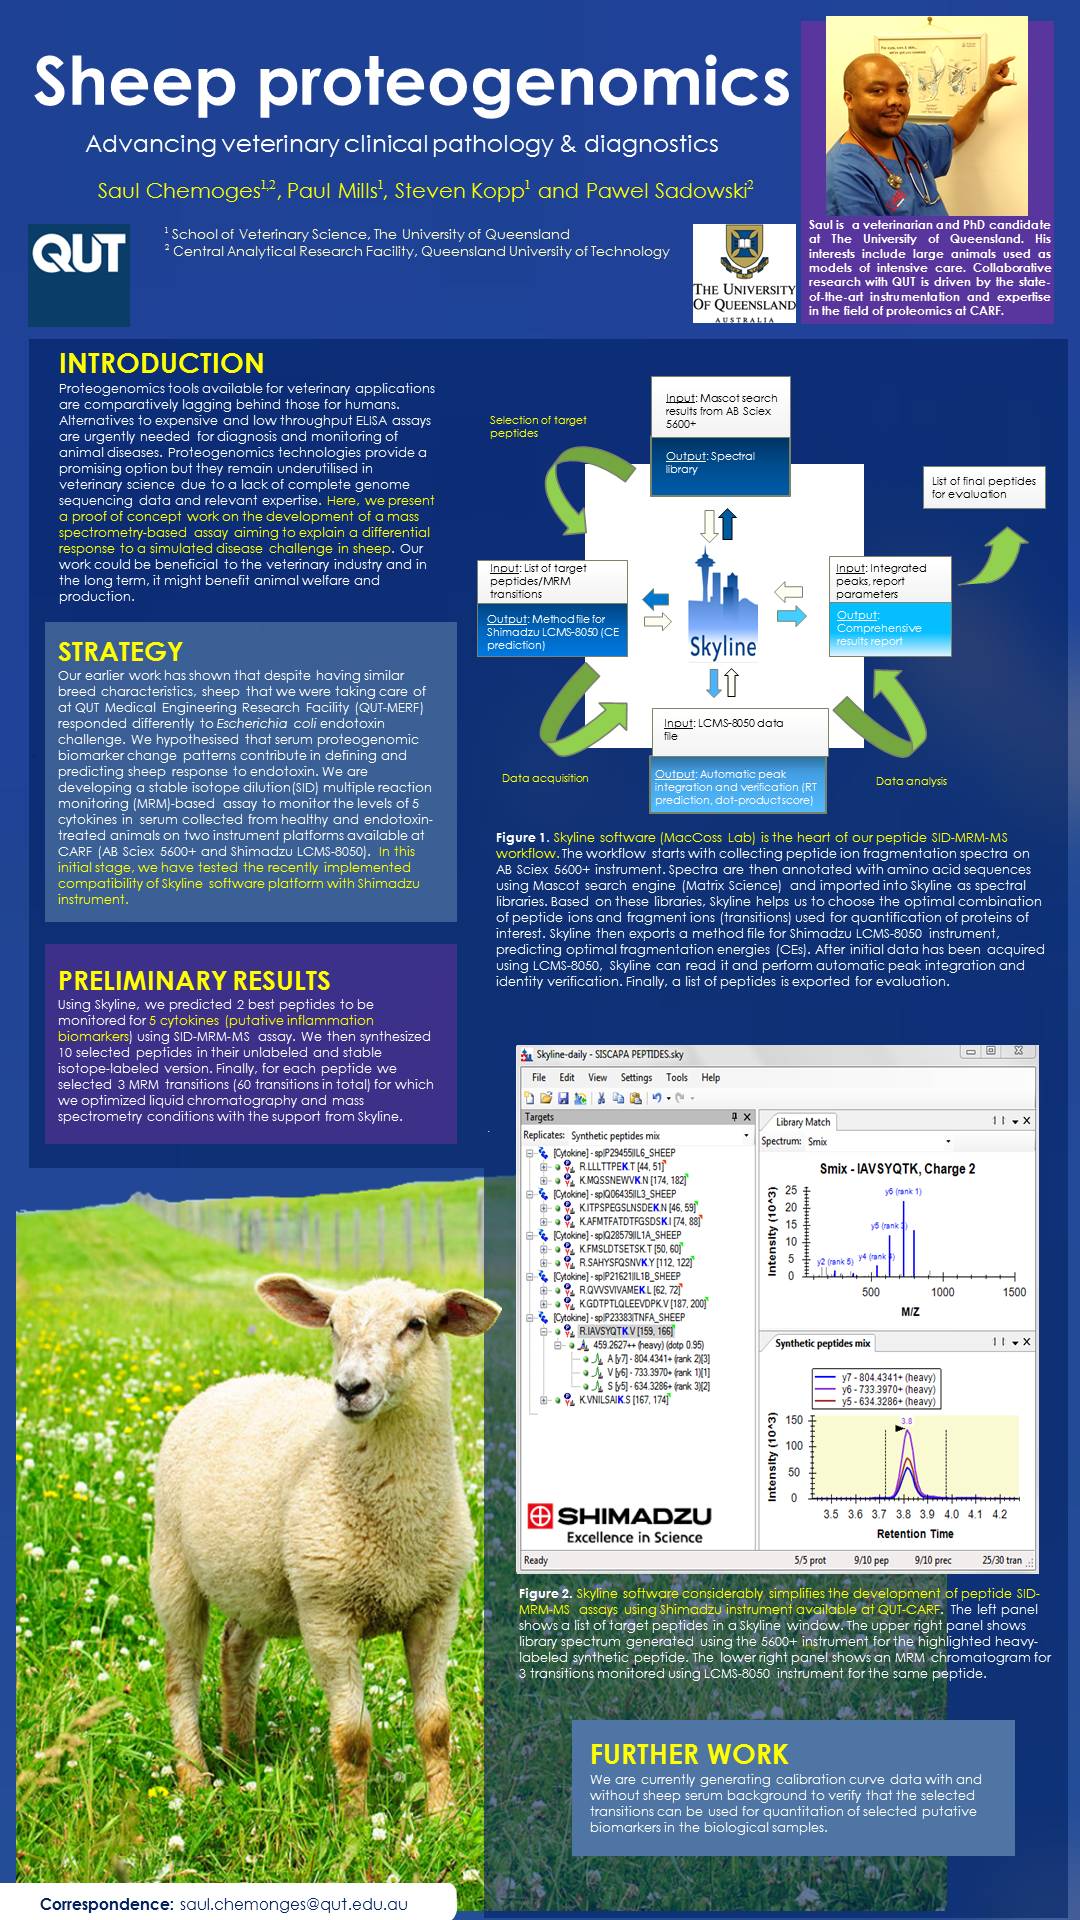 Sheep proteogenomics
Advancing veterinary clinical pathology & diagnostics
Saul Chemoges1,2, Paul Mills1, Steven Kopp1 and Pawel Sadowski2
1 School of Veterinary Science, The University of Queensland
2 Central Analytical Research Facility, Queensland University of Technology
QUT
THE UNIVERSITY
OF QUEENSLAND
AUSTRALIA
Saul is a veterinarian and PhD candidate
at The University of Queensland. His
interests include large animals used as
models of intensive care. Collaborative
research with QUT is driven by the state-
of-the-art instrumentation and expertise
in the field of proteomics at CARF.
INTRODUCTION
Proteogenomics tools available for veterinary applications
are comparatively lagging behind those for humans.
Alternatives to expensive and low throughput ELISA assays
are urgently needed for diagnosis and monitoring of
animal diseases. Proteogenomics technologies provide a
promising option but they remain underutilised in
veterinary science due to a lack of complete genome
sequencing data and relevant expertise. Here, we present
a proof of concept work on the development of a mass
spectrometry-based assay aiming to explain a differential
response to a simulated disease challenge in sheep. Our
work could be beneficial to the veterinary industry and in
the long term, it might benefit animal welfare and
production.
STRATEGY
Our earlier work has shown that despite having similar
breed characteristics, sheep that we were taking care of
at QUT Medical Engineering Research Facility (QUT-MERF)
responded differently to Escherichia coli endotoxin
challenge. We hypothesised that serum proteogenomic
biomarker change patterns contribute in defining and
predicting sheep response to endotoxin. We are
developing a stable isotope dilution(SID) multiple reaction
monitoring (MRM)-based assay to monitor the levels of 5
cytokines in serum collected from healthy and endotoxin-
treated animals on two instrument platforms available at
CARF (AB Sciex 5600+ and Shimadzu LCMS-8050). In this
initial stage, we have tested the recently implemented
compatibility of Skyline software platform with Shimadzu
instrument.
PRELIMINARY RESULTS
Using Skyline, we predicted 2 best peptides to be
monitored for 5 cytokines (putative inflammation
biomarkers) using SID-MRM-MS assay. We then synthesized
10 selected peptides in their unlabeled and stable
isotope-labeled version. Finally, for each peptide we
selected 3 MRM transitions (60 transitions in total) for which
we optimized liquid chromatography and mass
spectrometry conditions with the support from Skyline.
Selection of target
peptides
Input: Mascot search
results from AB Sciex
5600+
Output: Spectral
library
List of final peptides
for evaluation
Input: List of target
peptides/MRM
transitions
Output: Method file for
Shimadzu LCMS-8050 (CE
prediction)
Skyline
Input: Integrated
peaks, report
parameters
Output:
Comprehensive
results report
Input: LCMS-8050 data
file
Output: Automatic peak
integration and verification (RT
prediction, dot-product score)
Data acquisition
Data analysis
Figure 1. Skyline software (MacCoss Lab) is the heart of our peptide SID-MRM-MS
workflow. The workflow starts with collecting peptide ion fragmentation spectra on
AB Sciex 5600+ instrument. Spectra are then annotated with amino acid sequences
using Mascot search engine (Matrix Science) and imported into Skyline as spectral
libraries. Based on these libraries, Skyline helps us to choose the optimal combination
of peptide ions and fragment ions (transitions) used for quantification of proteins of
interest. Skyline then exports a method file for Shimadzu LCMS-8050 instrument,
predicting optimal fragmentation energies (CEs). After initial data has been acquired
using LCMS-8050, Skyline can read it and perform automatic peak integration and
identity verification. Finally, a list of peptides is exported for evaluation.
Skyline-daily - SISCAPA PEPTIDES.sky
File Edit View Settings Tools Help
Targets
Replicates: Synthetic peptides mix
[Cytokine] - sp|P29455|IL6_SHEEP
R.LLLTTPEK.T [44, 51]
K.MQSSNEWVK.N [174, 182]
[Cytokine] - sp|Q06435|IL3_SHEEP
K.ITPSPEGSLNSDEK.N [46, 59]
K.AFMTFATDTFGSDSK.I [74, 88]
[Cytokine] - sp|Q28579|IL1A_SHEEP
K.FMSLDTSETSK.T [50, 60]
R.SAHYSFQSNVK.Y [112, 122]
[Cytokine] - sp|P21621|IL1B_SHEEP
R.QVVSVIVAMEK.L [62, 72]
K.GDTPTLQLEEVDPK.V [187, 200]
[Cytokine] - sp|P23383|TNFA_SHEEP
R.IAVSYQTK.V [159, 166]
459.2627++ (heavy) (dotp 0.95)
A [y7] - 804.4341+ (rank 2)[3]
V [y6] - 733.3970+ (rank 1)[1]
S [y5] - 634.3286+ (rank 3)[2]
K.VNILSAIK.S [167, 174]
SHIMADZU
Excellence in Science
Library Match
Spectrum: Smix
Smix - IAVSYQTK, Charge 2
Intensity (10^3)
25
20
15
10
5
0
y6 (rank 1)
y5 (rank 3)
y4 (rank 4)
y2 (rank 5)
500 1000 1500
M/Z
Synthetic peptides mix
y7 - 804.4341+ (heavy)
y6 - 733.3970+ (heavy)
y5 - 634.3286+ (heavy)
Intensity (10^3)
150
100
50
0
3.8
3.5 3.6 3.7 3.8 3.9 4.0 4.1 4.2
Retention Time
Ready 5/5 prot 9/10 pep 9/10 prec 25/30 tran
Figure 2. Skyline software considerably simplifies the development of peptide SID-
MRM-MS assays using Shimadzu instrument available at QUT-CARF. The left panel
shows a list of target peptides in a Skyline window. The upper right panel shows
library spectrum generated using the 5600+ instrument for the highlighted heavy-
labeled synthetic peptide. The lower right panel shows an MRM chromatogram for
3 transitions monitored using LCMS-8050 instrument for the same peptide.
FURTHER WORK
We are currently generating calibration curve data with and
without sheep serum background to verify that the selected
transitions can be used for quantitation of selected putative
biomarkers in the biological samples.
Correspondence: saul.chemonges@qut.edu.au